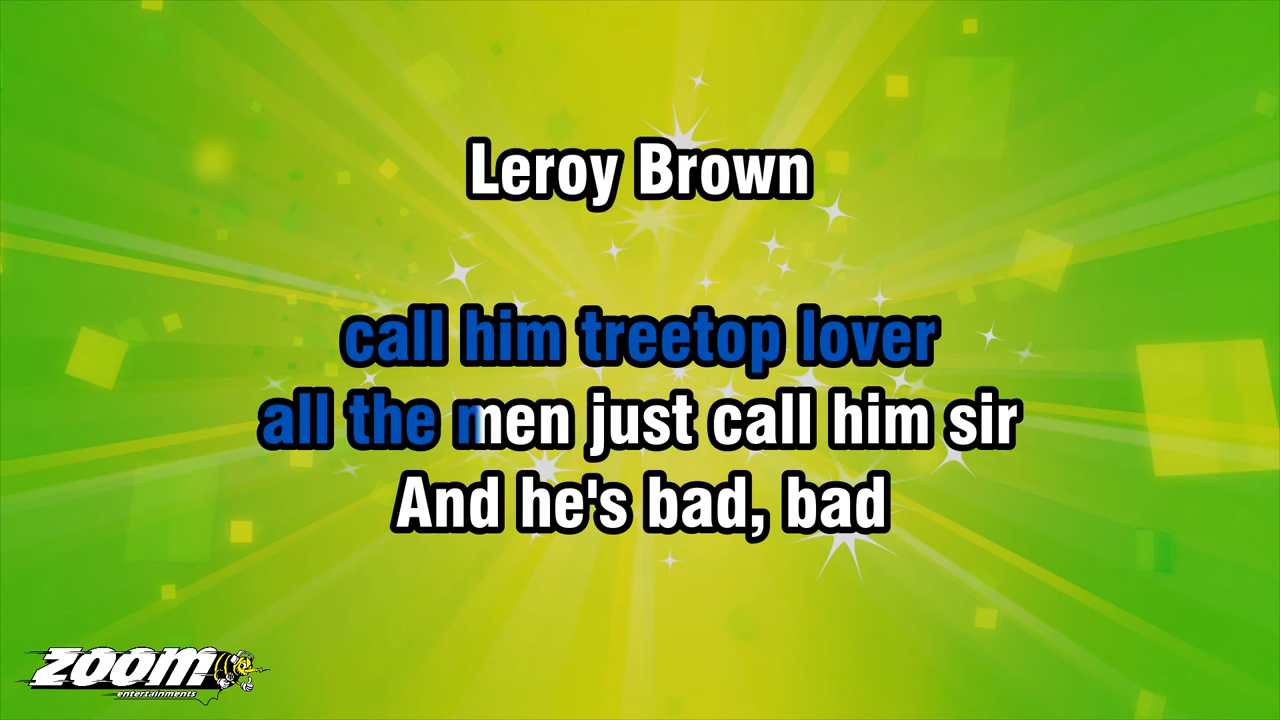 Leroy Brown
call him treetop lover
all the men just call him sir
And he's bad, bad
ZOOM
entertainments